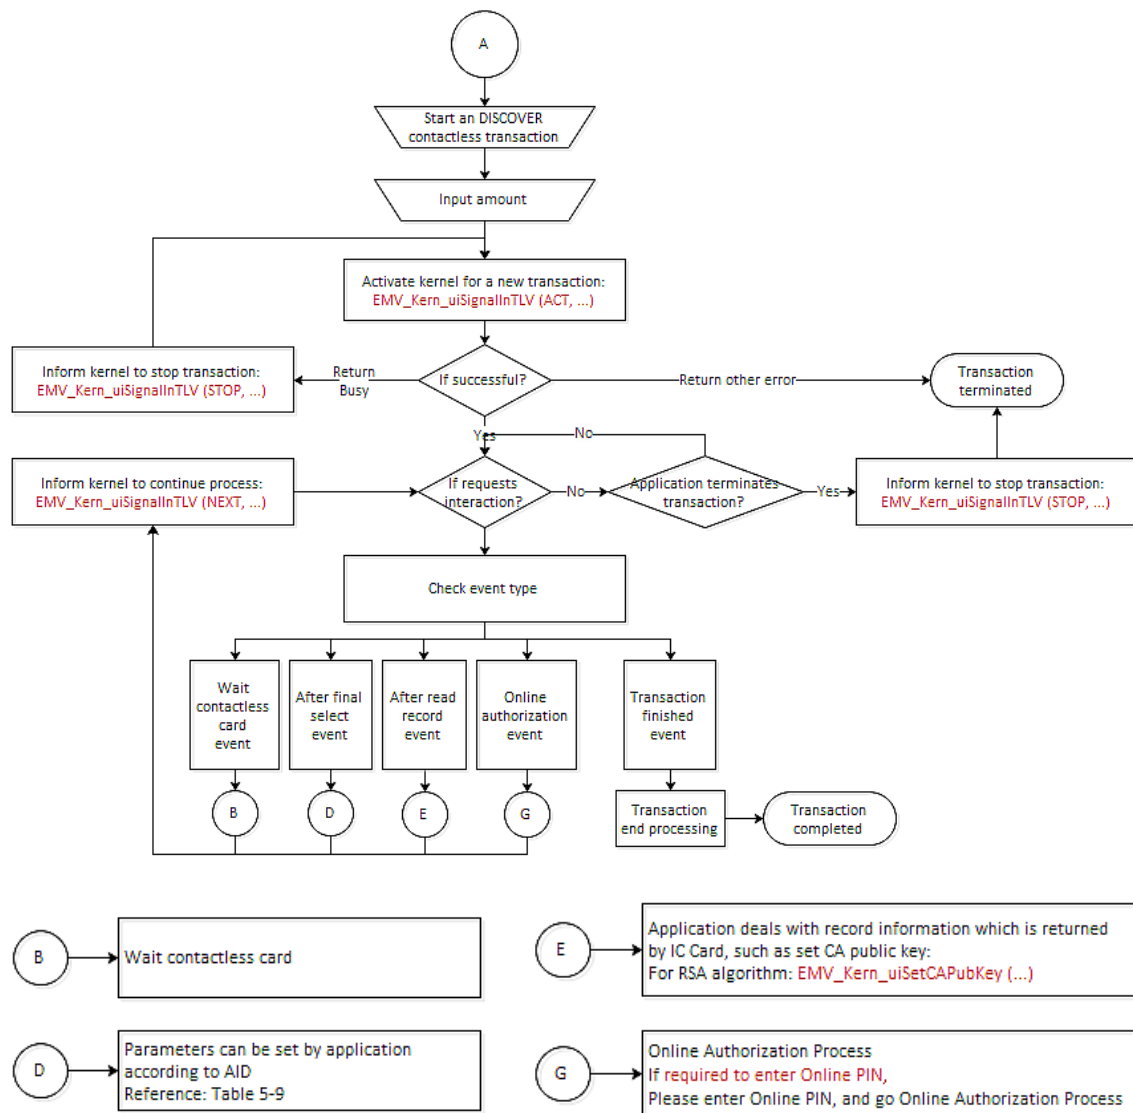 A
Start an DISCOVER
contactless transaction
Input amount
Activate kernel for a new transaction:
EMV_Kern_uiSignalInTLV (ACT, ...)
Inform kernel to stop transaction:
EMV_Kern_uiSignalInTLV (STOP, ...)
Return
Busy
If successful?
Return other error
Transaction
terminated
Yes
No
Inform kernel to continue process:
EMV_Kern_uiSignalInTLV (NEXT, ...)
If requests
interaction?
No
Application terminates
transaction?
Yes
Inform kernel to stop transaction:
EMV_Kern_uiSignalInTLV (STOP, ...)
Check event type
Wait
contactless
card
event
After final
select
event
After read
record
event
Online
authorization
event
Transaction
finished
event
B
D
E
G
Transaction
end processing
Transaction
completed
B
Wait contactless card
E
Application deals with record information which is returned
by IC Card, such as set CA public key:
For RSA algorithm: EMV_Kern_uiSetCAPubKey (...)
D
Parameters can be set by application
according to AID
Reference: Table 5-9
G
Online Authorization Process
If required to enter Online PIN,
Please enter Online PIN, and go Online Authorization Process